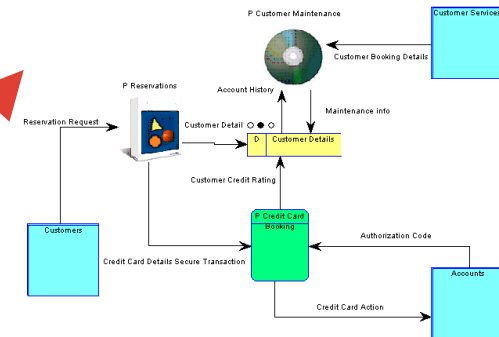 P Customer Maintenance
Customer Services
Customer Booking Details
P Reservations
Account History
Maintenance info
Reservation Request
Customer Detail
D Customer Details
Customer Credit Rating
P Credit Card
Booking
Customers
Authorization Code
Credit Card Details Secure Transaction
Accounts
Credit Card Action